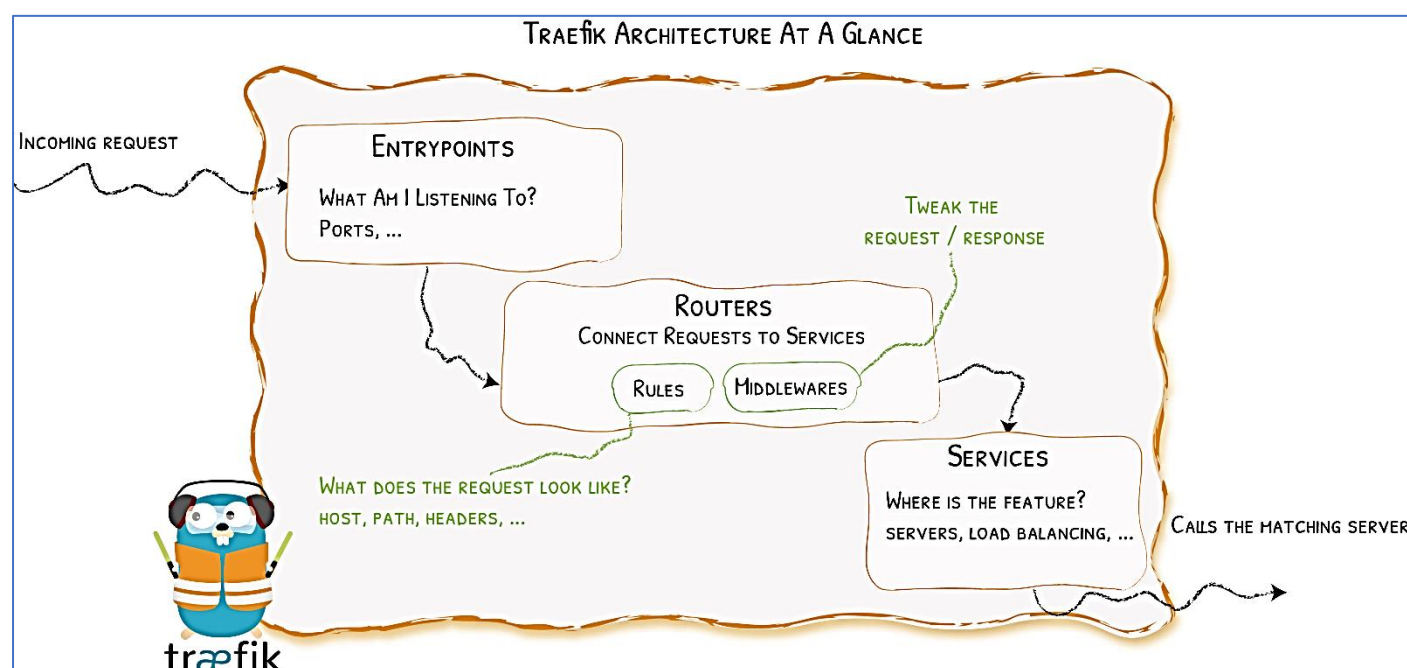 Traefik Architecture At A Glance
Incoming request
Entrypoints
What Am I Listening To?
Ports, ...
Tweak the
request / response
Routers
Connect Requests to Services
Rules
Middlewares
What does the request look like?
host, path, headers, ...
Services
Where is the feature?
servers, load balancing, ...
Calls the matching server
træfik